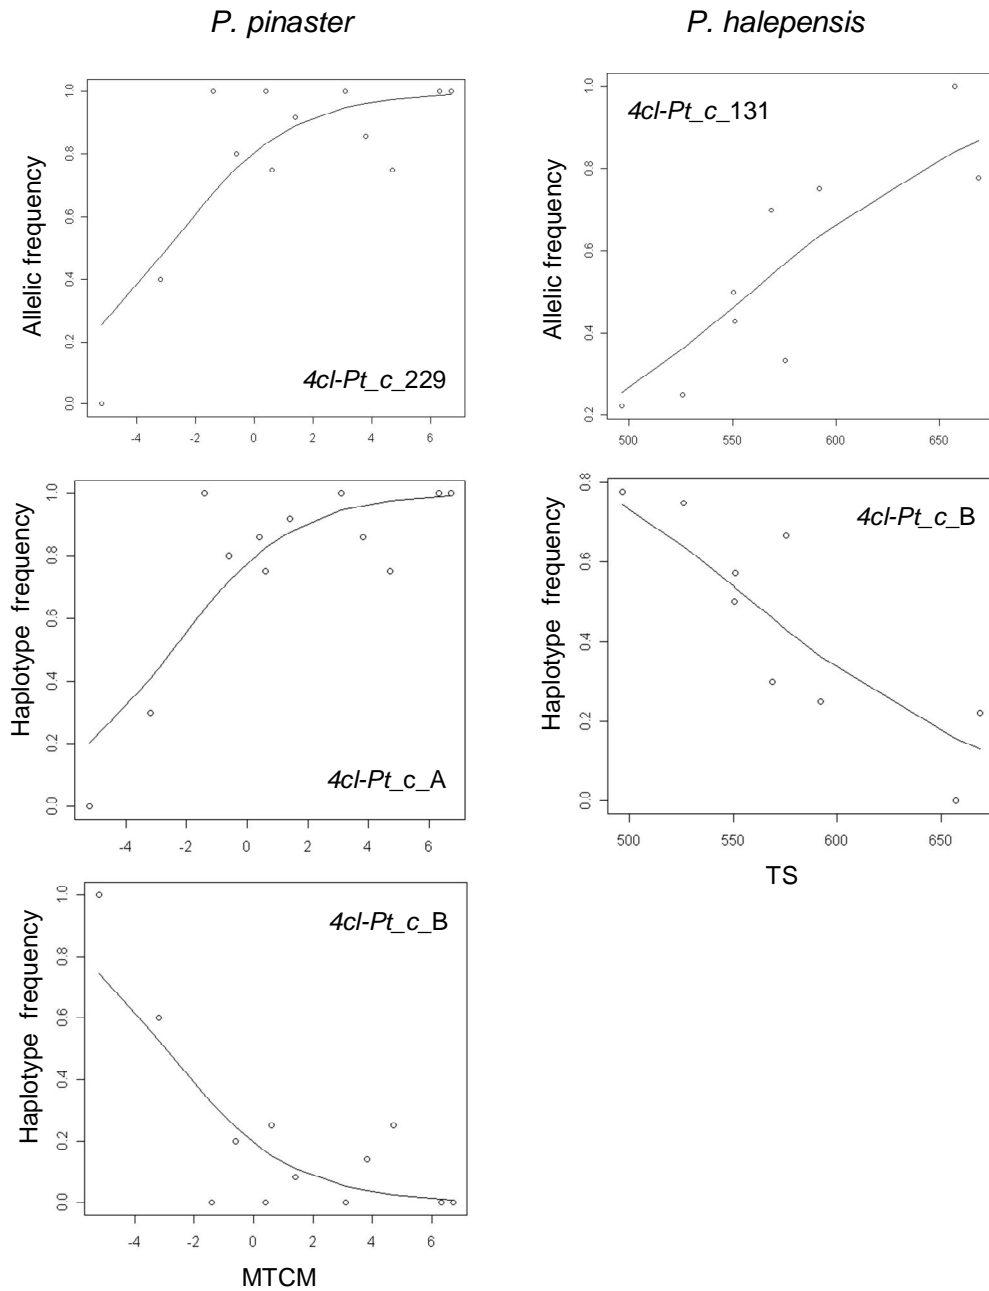 P. pinaster
P. halepensis
Allelic frequency
0.0 0.2 0.4 0.6 0.8 1.0
4cl-Pt_c_229
-4 -2 0 2 4 6
Allelic frequency
0.2 0.4 0.6 0.8 1.0
4cl-Pt_c_131
500 550 600 650
Haplotype frequency
0.0 0.2 0.4 0.6 0.8 1.0
4cl-Pt_c_A
-4 -2 0 2 4 6
Haplotype frequency
0.0 0.2 0.4 0.6 0.8
4cl-Pt_c_B
500 550 600 650
TS
Haplotype frequency
0.0 0.2 0.4 0.6 0.8 1.0
4cl-Pt_c_B
-4 -2 0 2 4 6
MTCM